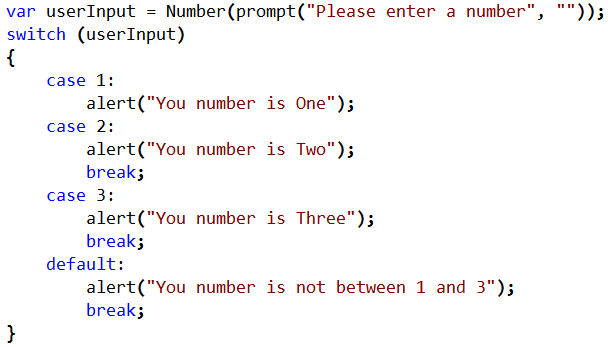 var userInput = Number(prompt("Please enter a number", ""));
switch (userInput)
{
    case 1:
        alert("You number is One");
    case 2:
        alert("You number is Two");
        break;
    case 3:
        alert("You number is Three");
        break;
    default:
        alert("You number is not between 1 and 3");
        break;
}